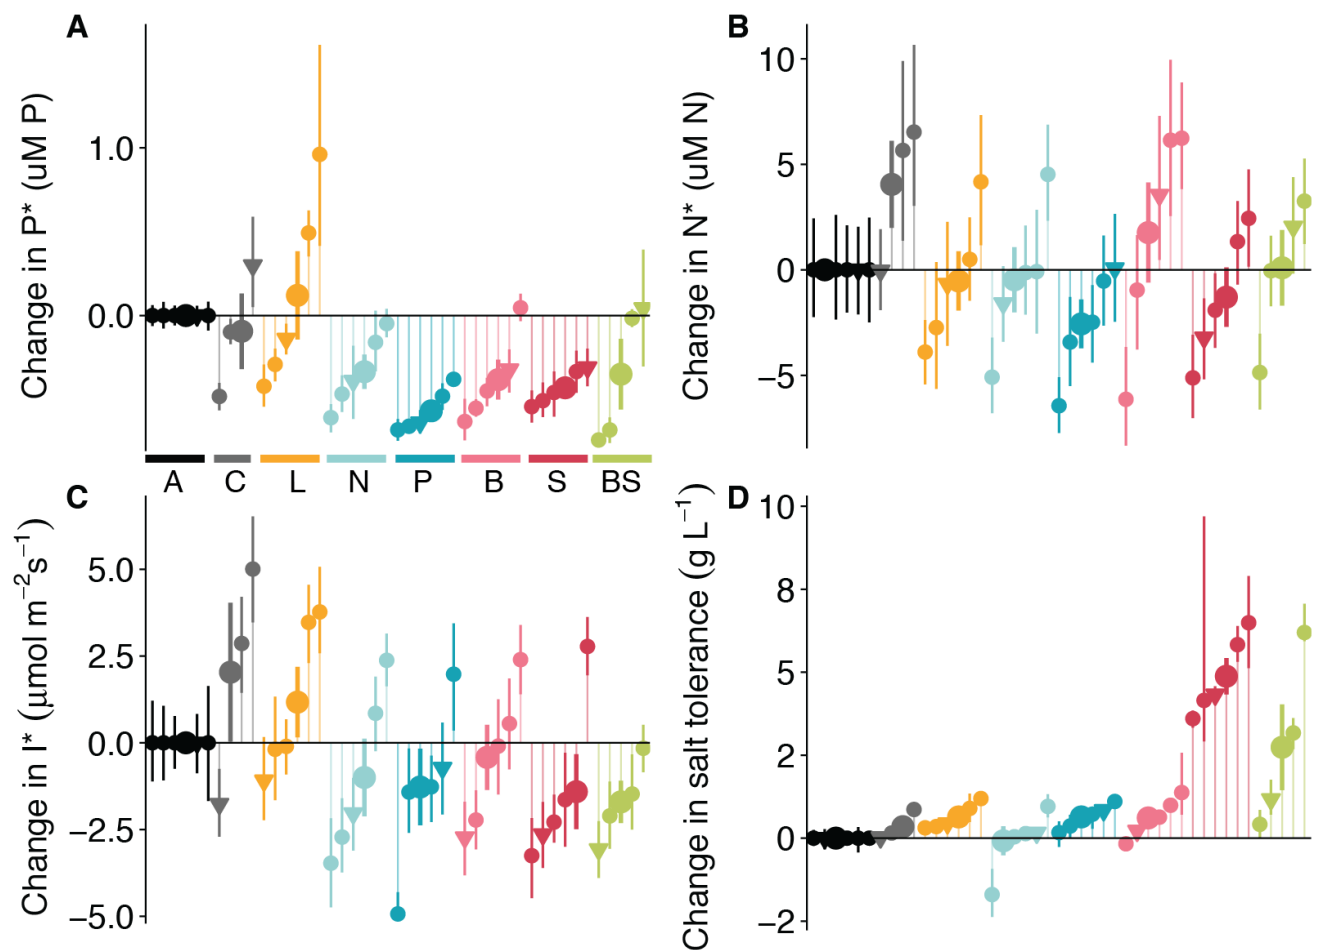 A
Change in P* (uM P)
1.0
0.0
A C L N P B S BS
B
Change in N* (uM N)
10
5
0
−5
C
Change in I* (μmol m−2s−1)
5.0
2.5
0.0
−2.5
−5.0
D
Change in salt tolerance (g L−1)
10
8
5
2
0
−2